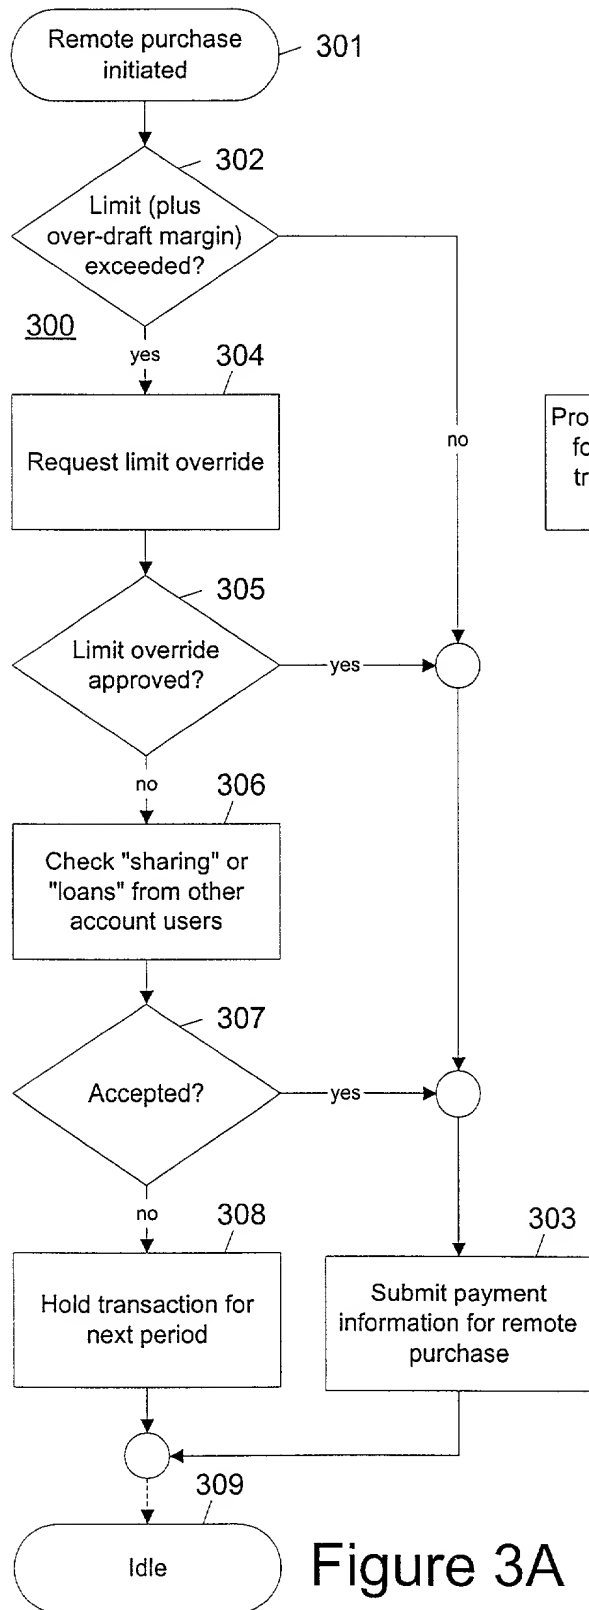 Remote purchase
initiated
301
302
Limit (plus
over-draft margin)
exceeded?
300
yes
304
no
Request limit override
305
Limit override
approved?
yes
no
306
Check "sharing" or
"loans" from other
account users
307
Accepted?
yes
no
308
303
Hold transaction for
next period
Submit payment
information for remote
purchase
309
Idle
Figure 3A